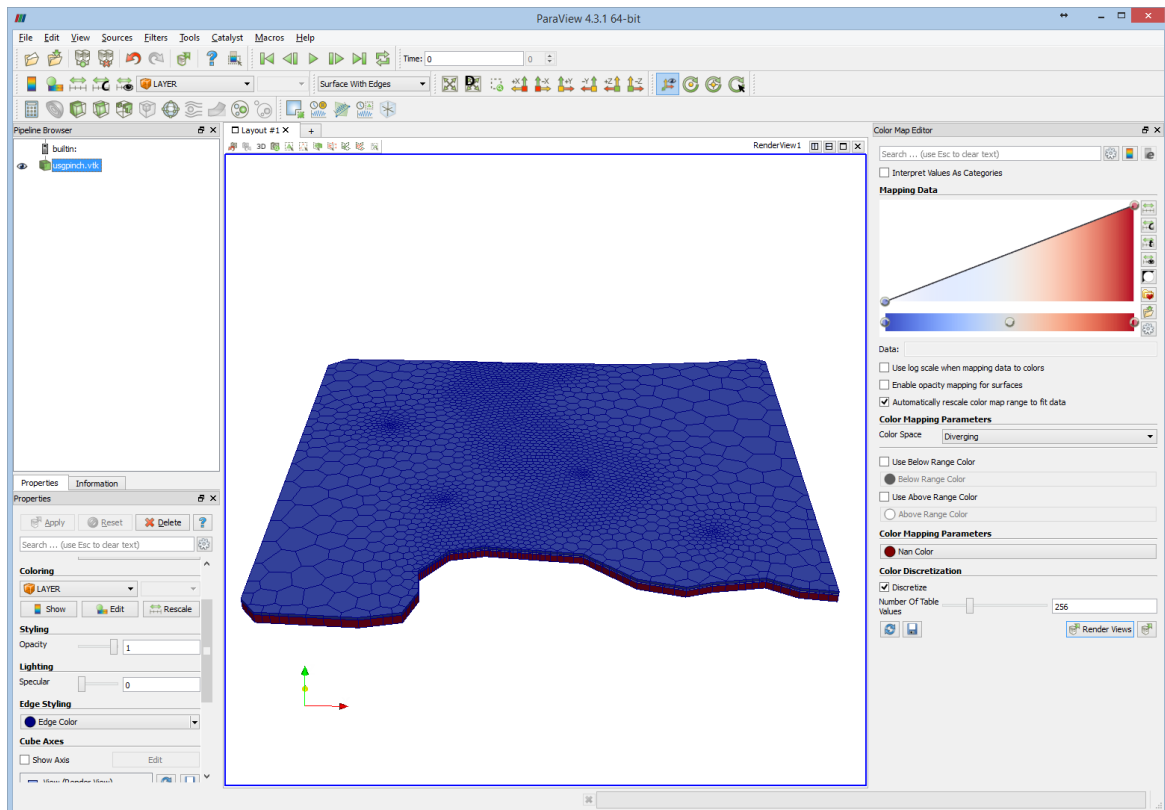 ParaView 4.3.1 64-bit
File Edit View Sources Filters Tools Catalyst Macros Help
Time: 0 0
LAYER Surface With Edges
+X -X +Y -Y +Z -Z
Pipeline Browser
builtin:
usgpinch.vtk
Properties Information
Properties
Apply Reset Delete ?
Search ... (use Esc to clear text)
Coloring
LAYER
Show Edit Rescale
Styling
Opacity 1
Lighting
Specular 0
Edge Styling
Edge Color
Cube Axes
Show Axis Edit
View (Render View)
Layout #1 X +
3D RenderView1
Color Map Editor
Search ... (use Esc to clear text)
Interpret Values As Categories
Mapping Data
Data:
Use log scale when mapping data to colors
Enable opacity mapping for surfaces
Automatically rescale color map range to fit data
Color Mapping Parameters
Color Space Diverging
Use Below Range Color
Below Range Color
Use Above Range Color
Above Range Color
Color Mapping Parameters
Nan Color
Color Discretization
Discretize
Number Of Table
Values 256
Render Views